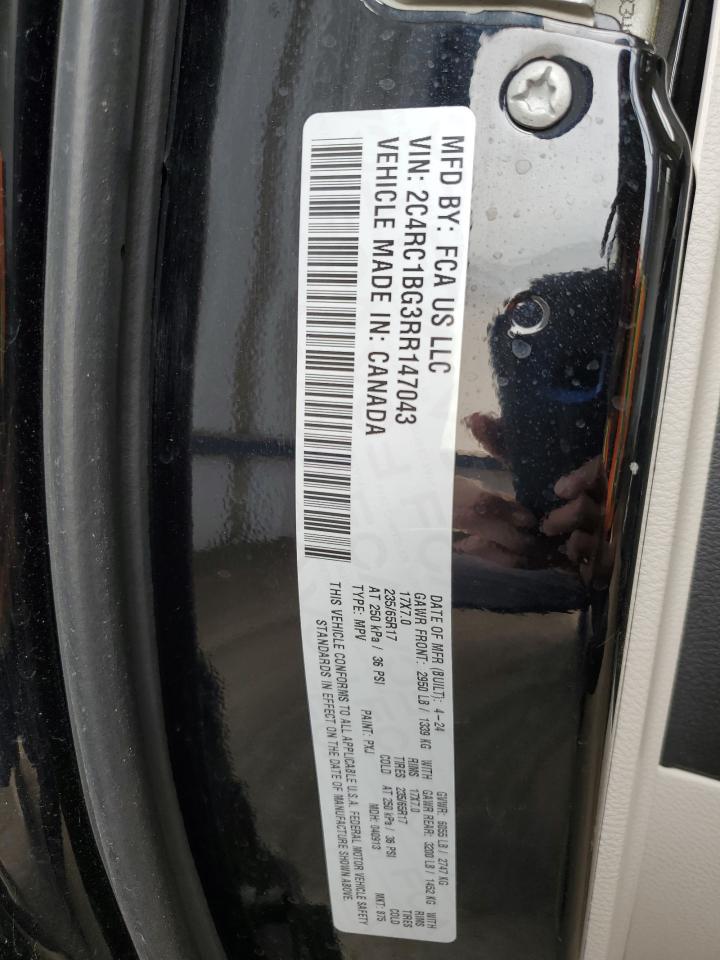 MFD BY: FCA US LLC
VIN: 2C4RC1BG3RR147043
VEHICLE MADE IN: CANADA
DATE OF MFR (BUILT): 4-24 GVWR: 6055 LB / 2747 KG
GAWR FRONT: 2950 LB / 1339 KG WITH GAWR REAR: 3200 LB / 1452 KG WITH
17X7.0 RIMS 17X7.0 RIMS
235/65R17 TIRES 235/65R17 TIRES
AT 250 kPa / 36 PSI COLD AT 250 kPa / 36 PSI COLD
TYPE: MPV PAINT: PXJ MDH: 040913 MKT: 875
THIS VEHICLE CONFORMS TO ALL APPLICABLE U.S.A. FEDERAL MOTOR VEHICLE SAFETY
STANDARDS IN EFFECT ON THE DATE OF MANUFACTURE SHOWN ABOVE.